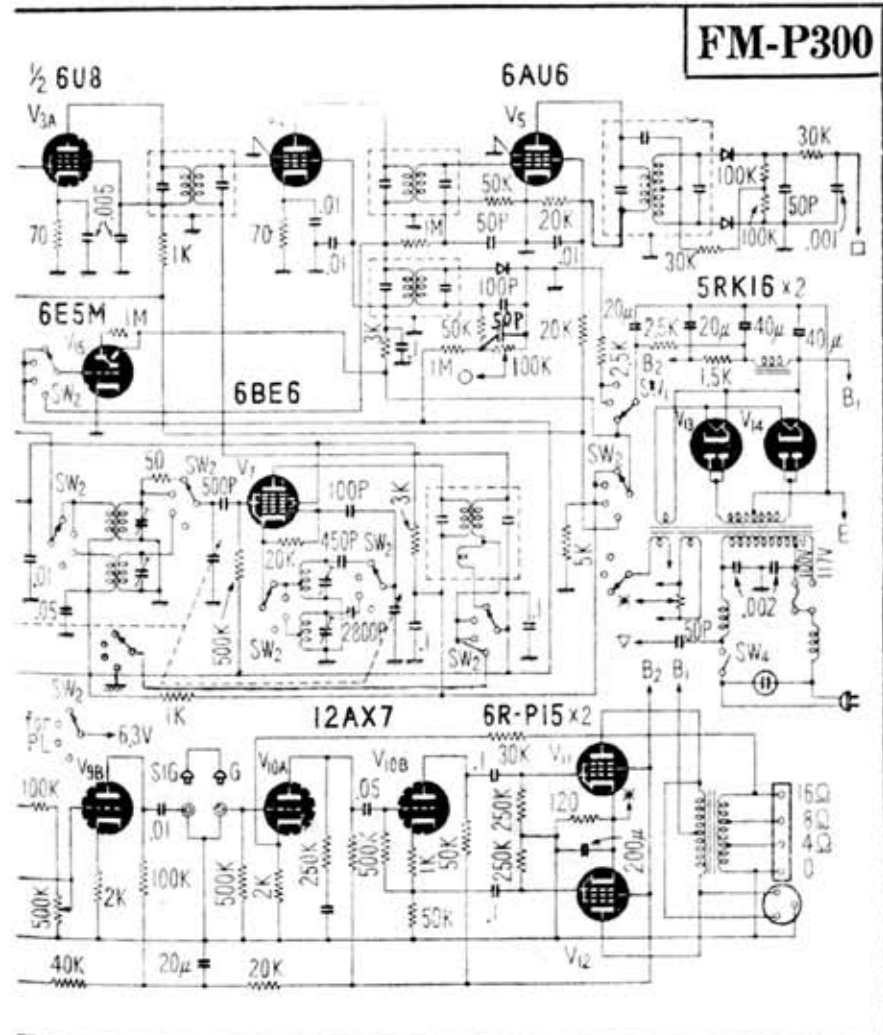 FM-P300
½ 6U8
6AU6
V3A
V5
30K
100K
50P
.005
.01
50K
20K
70
1K
70
.01
1M
50P
.01
100K
.001
30K
5RK16 ×2
6E5M
1M
V15
100P
20μ
2.5K
20μ
40μ
40μ
3K
50K
50P
20K
B2
1.5K
B1
SW2
6BE6
.1
1M
100K
2.5K
SW1
V13
V14
50
SW2
V7
SW2
500P
100P
3K
SW2
E
20K
450P
SW2
5K
100V
117V
.01
.05
.002
500K
2800P
.1
.1
50P
SW2
SW2
SW4
B2
B1
SW2
1K
12AX7
6R-P15 ×2
for
PL
6.3V
V9B
SIG
G
V10A
V10B
.1
30K
V11
100K
.05
120
16Ω
.01
250K
8Ω
4Ω
0
500K
2K
100K
500K
2K
250K
500K
1K
50K
250K
200μ
50K
.1
V12
40K
20μ
20K